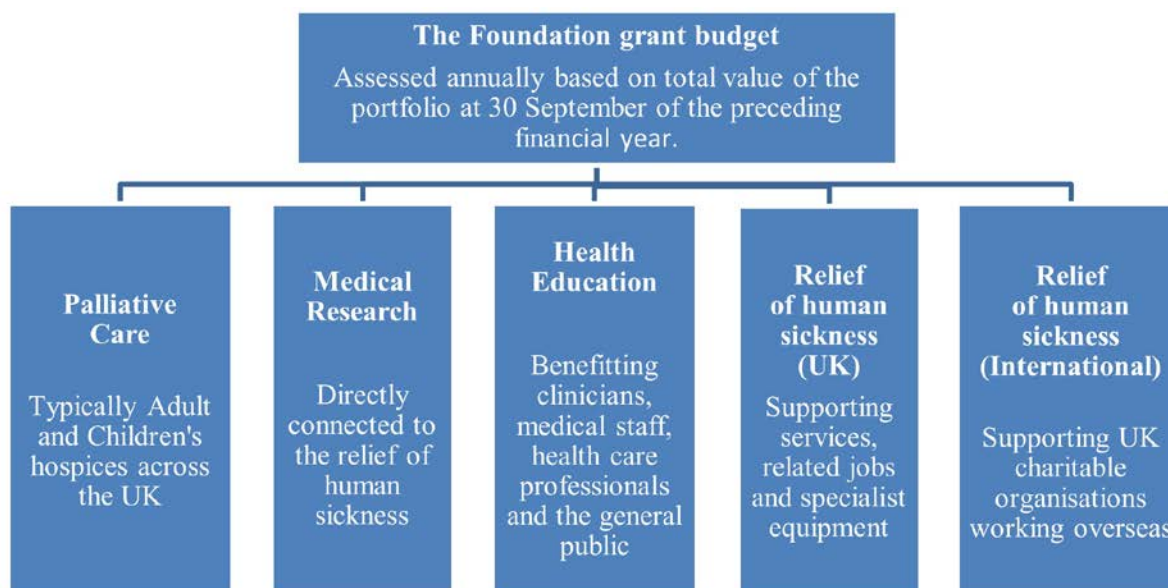 The Foundation grant budget
Assessed annually based on total value of the
portfolio at 30 September of the preceding
financial year.
Palliative
Care
Typically Adult
and Children's
hospices across
the UK
Medical
Research
Directly
connected to
the relief of
human
sickness
Health
Education
Benefitting
clinicians,
medical staff,
health care
professionals
and the general
public
Relief
of human
sickness
(UK)
Supporting
services,
related jobs
and specialist
equipment
Relief
of human
sickness
(International)
Supporting UK
charitable
organisations
working overseas